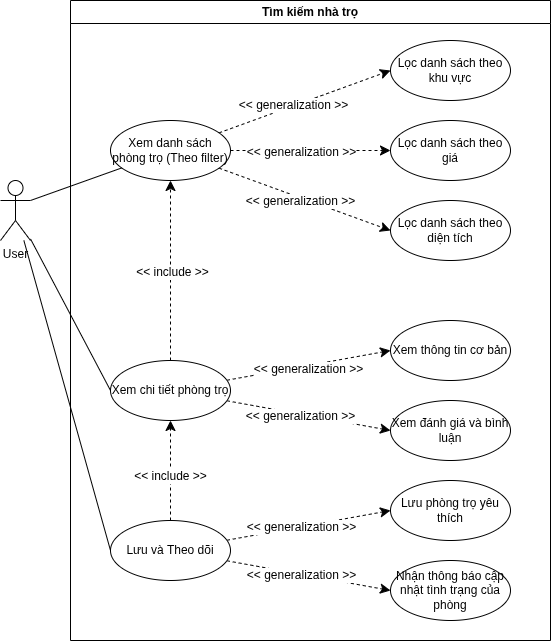 Tìm kiếm nhà trọ
Lọc danh sách theo
khu vực
<< generalization >>
Xem danh sách
phòng trọ (Theo filter)
<< generalization >>
Lọc danh sách theo
giá
<< generalization >>
Lọc danh sách theo
diện tích
User
<< include >>
Xem thông tin cơ bản
<< generalization >>
Xem chi tiết phòng trọ
<< generalization >>
Xem đánh giá và bình
luận
<< include >>
Lưu phòng trọ yêu
thích
<< generalization >>
Lưu và Theo dõi
<< generalization >>
Nhận thông báo cập
nhật tình trạng của
phòng